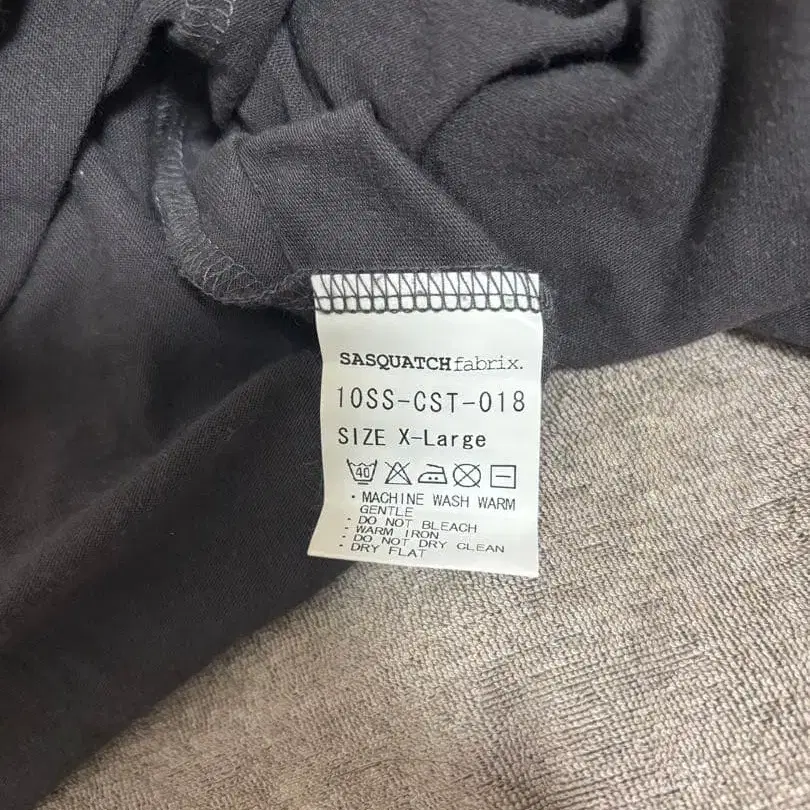 SASQUATCHfabrix.
10SS-CST-018
SIZE X-Large
40
・MACHINE WASH WARM
GENTLE
・DO NOT BLEACH
・WARM IRON
・DO NOT DRY CLEAN
・DRY FLAT